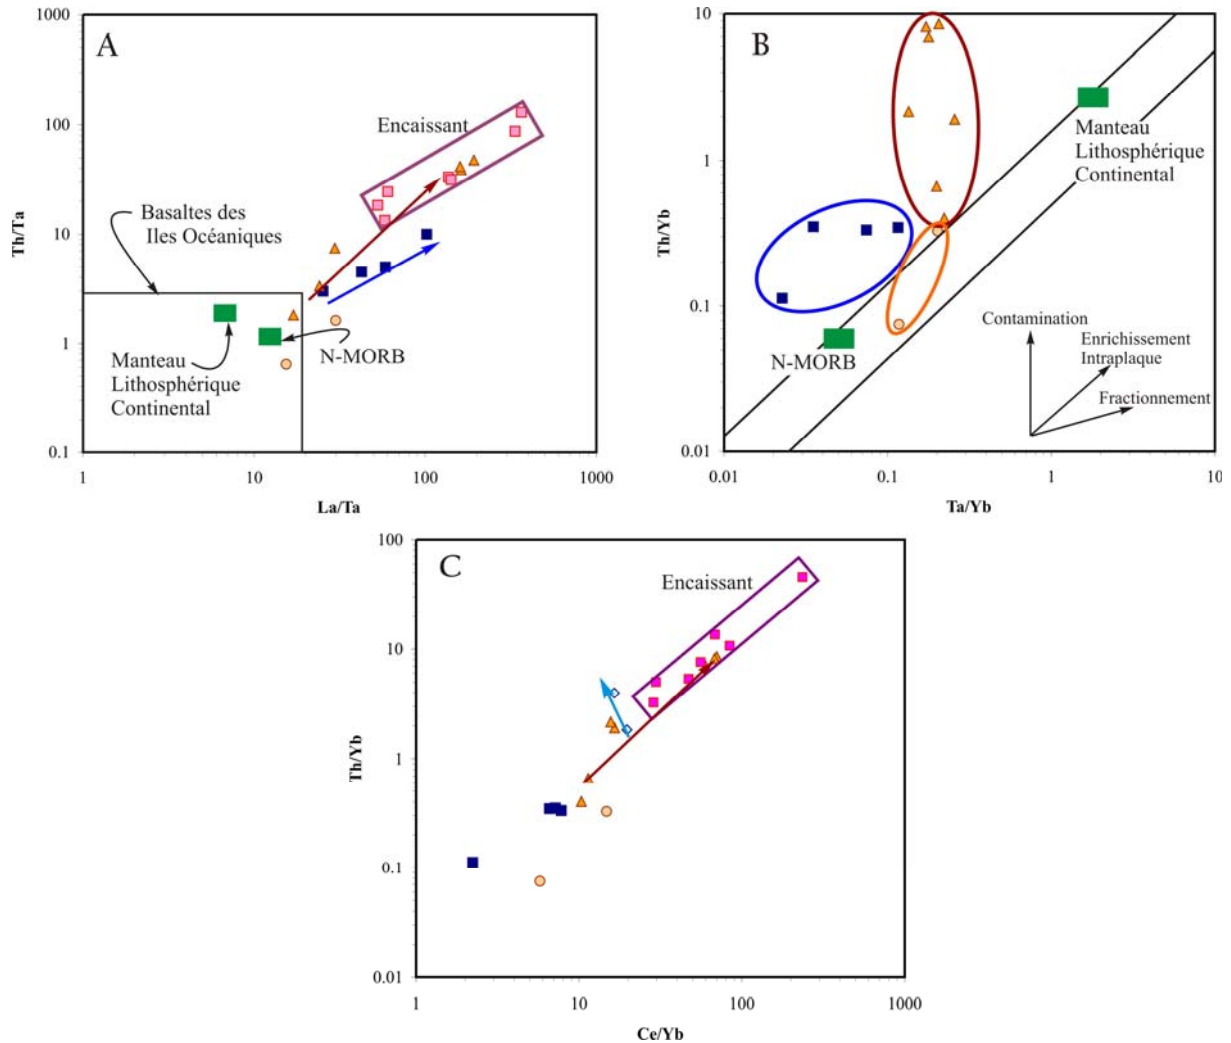 A
1000
100
10
1
0.1
Th/Ta
Encaissant
Basaltes des
Iles Océaniques
N-MORB
Manteau
Lithosphérique
Continental
1
10
100
1000
La/Ta
B
10
1
0.1
0.01
Th/Yb
Manteau
Lithosphérique
Continental
N-MORB
Contamination
Enrichissement
Intraplaque
Fractionnement
0.01
0.1
1
10
Ta/Yb
C
100
10
1
0.1
0.01
Th/Yb
Encaissant
1
10
100
1000
Ce/Yb